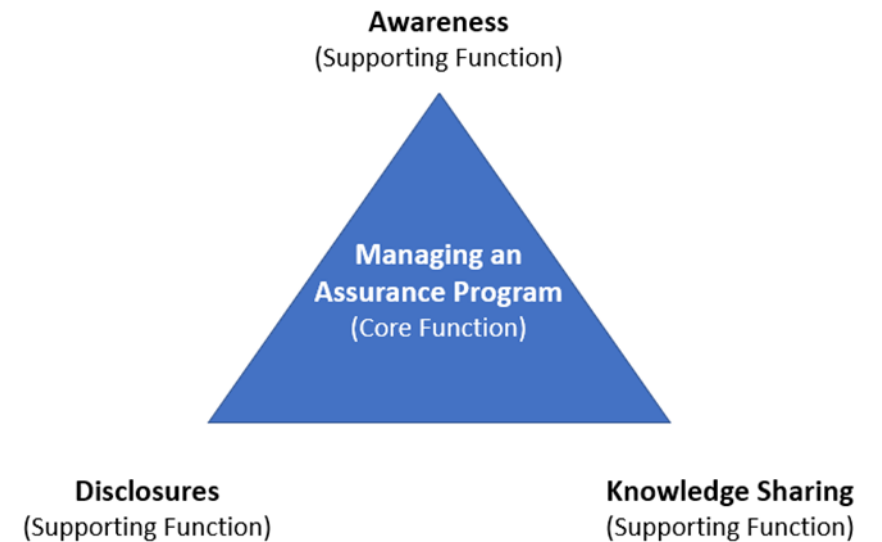 Awareness
(Supporting Function)
Managing an
Assurance Program
(Core Function)
Disclosures
(Supporting Function)
Knowledge Sharing
(Supporting Function)